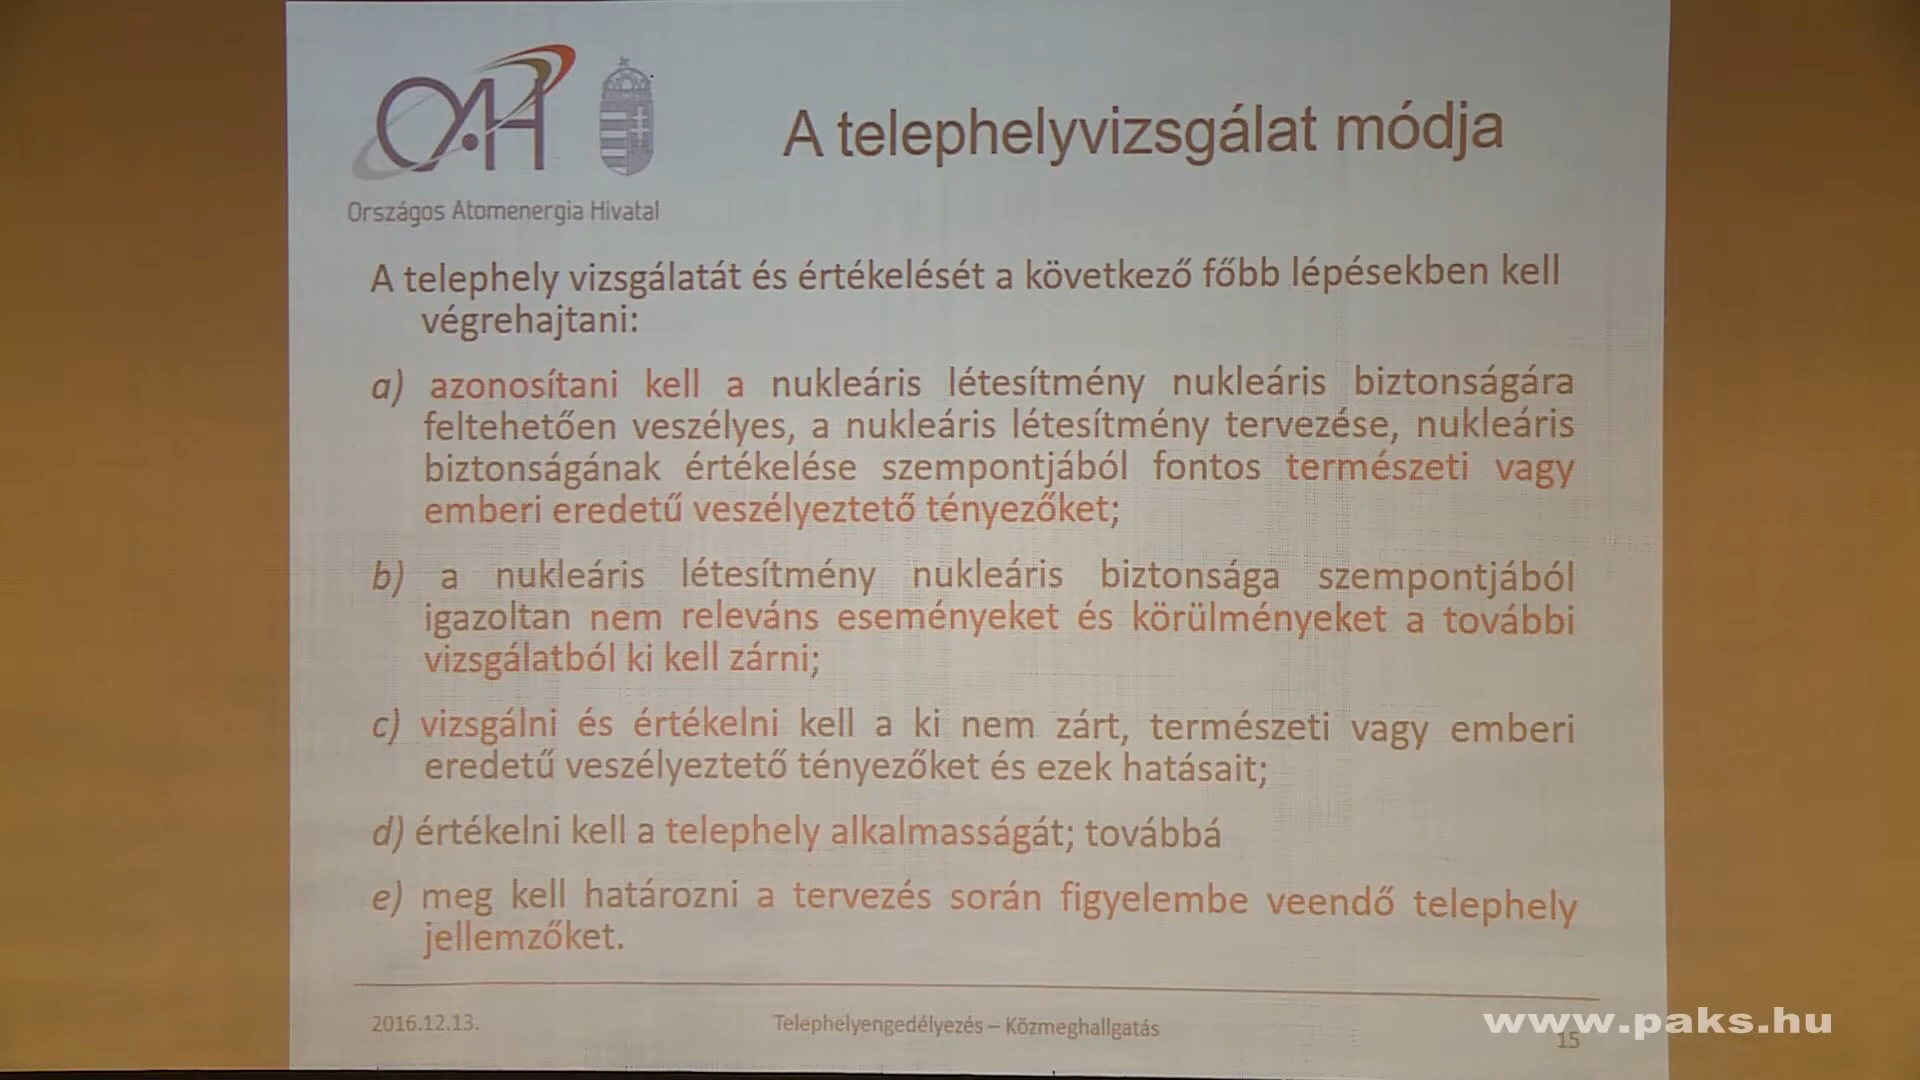 OAH
Országos Atomenergia Hivatal
A telephelyvizsgálat módja
A telephely vizsgálatát és értékelését a következő főbb lépésekben kell
végrehajtani:
a) azonosítani kell a nukleáris létesítmény nukleáris biztonságára
feltehetően veszélyes, a nukleáris létesítmény tervezése, nukleáris
biztonságának értékelése szempontjából fontos természeti vagy
emberi eredetű veszélyeztető tényezőket;
b) a nukleáris létesítmény nukleáris biztonsága szempontjából
igazoltan nem releváns eseményeket és körülményeket a további
vizsgálatból ki kell zárni;
c) vizsgálni és értékelni kell a ki nem zárt, természeti vagy emberi
eredetű veszélyeztető tényezőket és ezek hatásait;
d) értékelni kell a telephely alkalmasságát; továbbá
e) meg kell határozni a tervezés során figyelembe veendő telephely
jellemzőket.
2016.12.13.
Telephelyengedélyezés – Közmeghallgatás
15
www.paks.hu